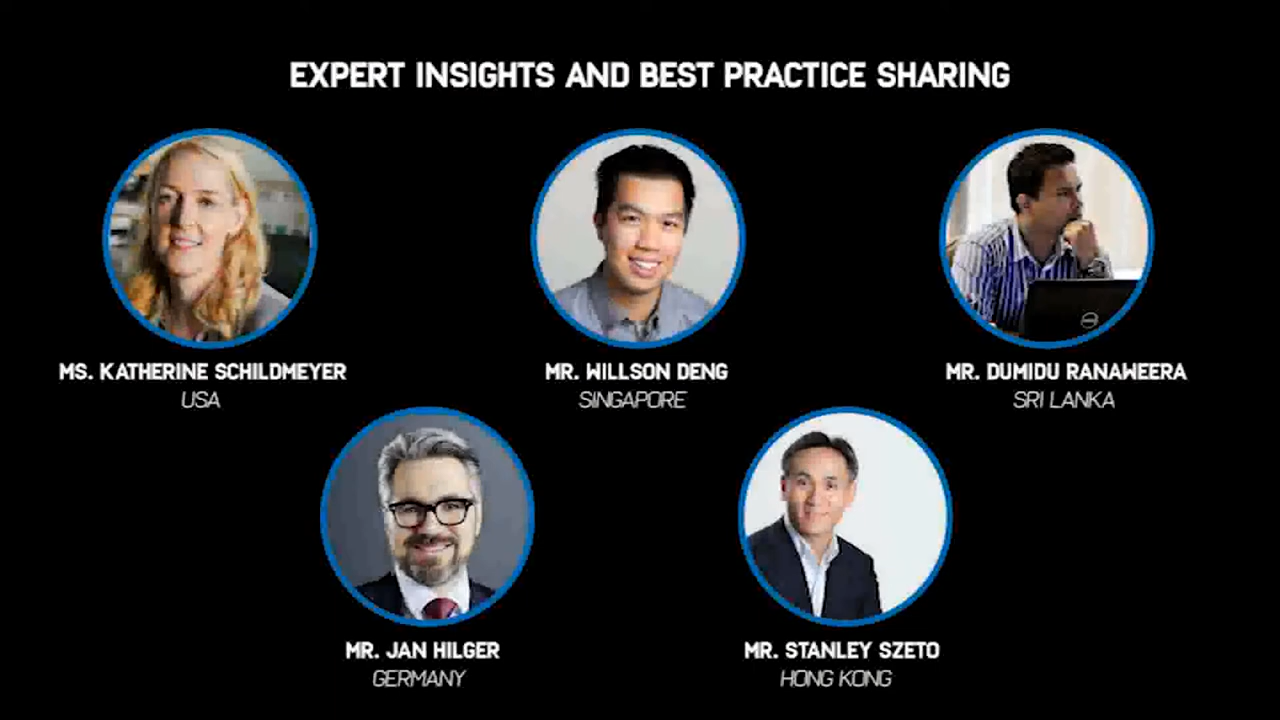 EXPERT INSIGHTS AND BEST PRACTICE SHARING
MS. KATHERINE SCHILDMEYER
USA
MR. WILLSON DENG
SINGAPORE
MR. DUMIDU RANAWEERA
SRI LANKA
MR. JAN HILGER
GERMANY
MR. STANLEY SZETO
HONG KONG